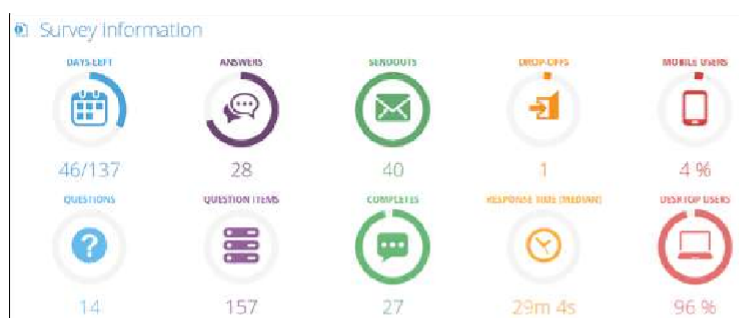 Survey information
DAYS LEFT
ANSWERS
SENDOUTS
DROP-OFFS
MOBILE USERS
46/137
28
40
1
4 %
QUESTIONS
QUESTION ITEMS
COMPLETES
RESPONSE TIME (MEDIAN)
DESKTOP USERS
14
157
27
29m 4s
96 %